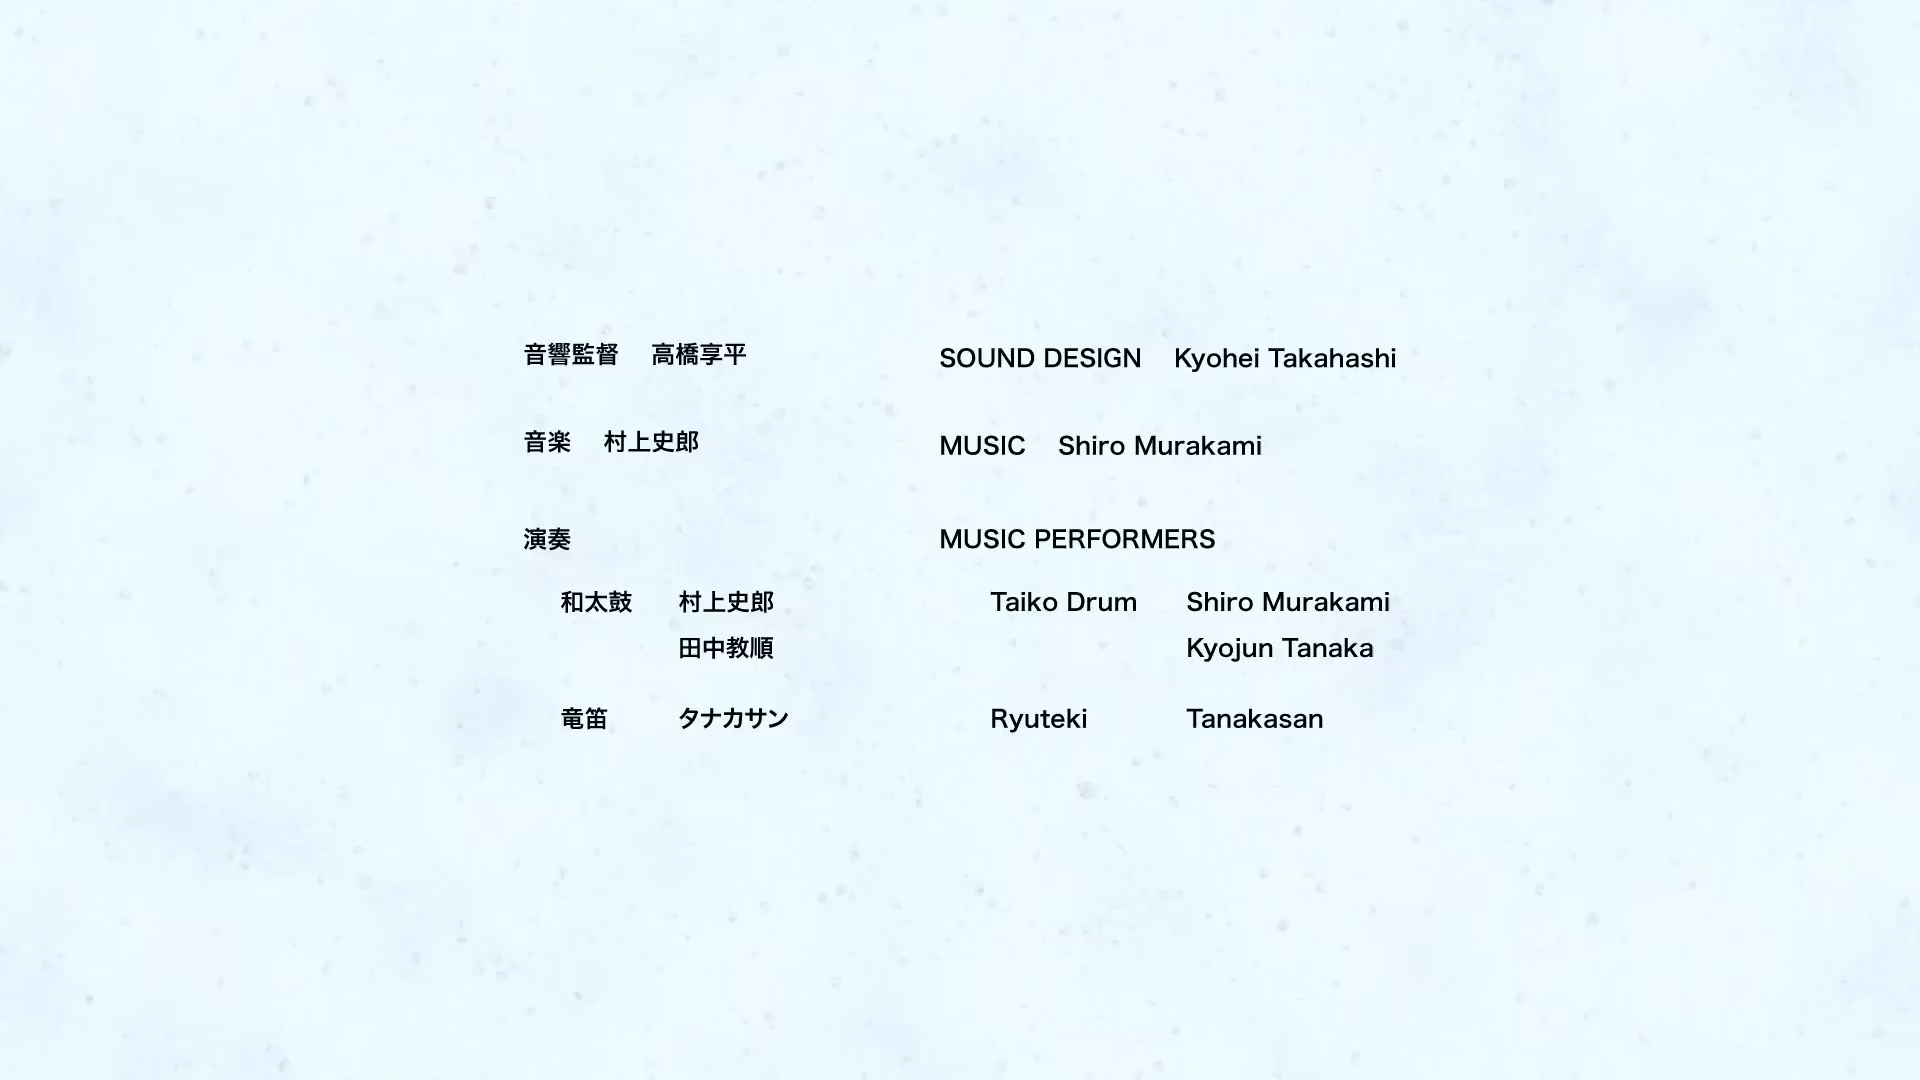 音響監督　高橋享平
音楽　村上史郎
演奏
和太鼓　村上史郎
田中教順
竜笛　タナカサン
SOUND DESIGN　Kyohei Takahashi
MUSIC　Shiro Murakami
MUSIC PERFORMERS
Taiko Drum　Shiro Murakami
Kyojun Tanaka
Ryuteki　Tanakasan